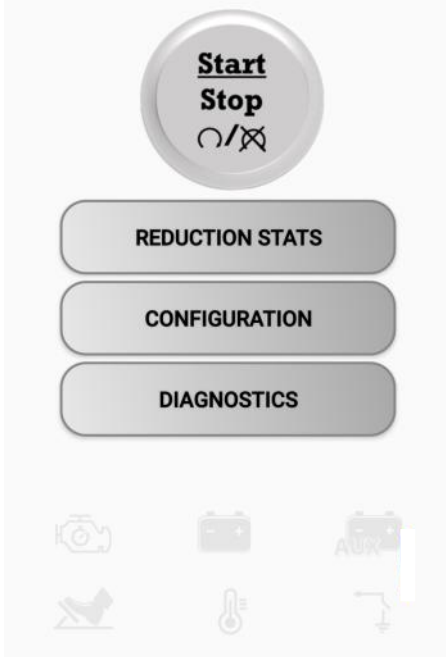 Start
Stop
REDUCTION STATS
CONFIGURATION
DIAGNOSTICS
AUX